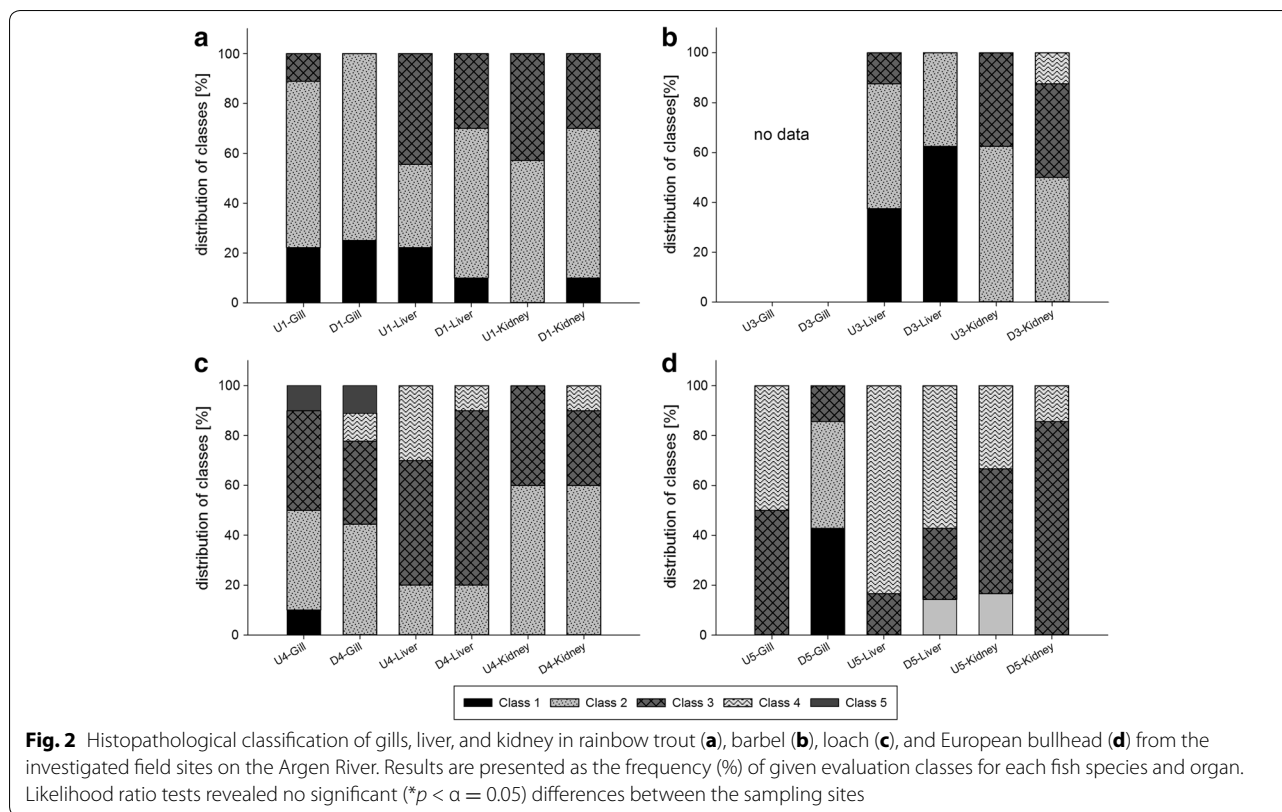 a
distribution of classes [%]
100
80
60
40
20
0
U1-Gill
D1-Gill
U1-Liver
D1-Liver
U1-Kidney
D1-Kidney
b
distribution of classes[%]
100
80
60
40
20
0
no data
U3-Gill
D3-Gill
U3-Liver
D3-Liver
U3-Kidney
D3-Kidney
c
distribution of classes [%]
100
80
60
40
20
0
U4-Gill
D4-Gill
U4-Liver
D4-Liver
U4-Kidney
D4-Kidney
d
distribution of classes [%]
100
80
60
40
20
0
U5-Gill
D5-Gill
U5-Liver
D5-Liver
U5-Kidney
D5-Kidney
Class 1 Class 2 Class 3 Class 4 Class 5
Fig. 2 Histopathological classification of gills, liver, and kidney in rainbow trout (a), barbel (b), loach (c), and European bullhead (d) from the
investigated field sites on the Argen River. Results are presented as the frequency (%) of given evaluation classes for each fish species and organ.
Likelihood ratio tests revealed no significant (*p < α = 0.05) differences between the sampling sites